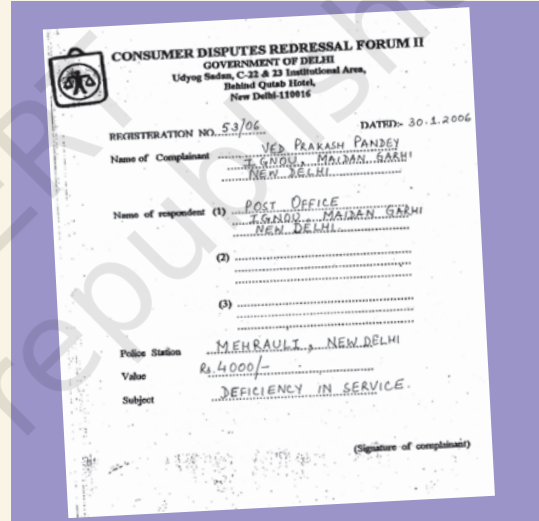 CONSUMER DISPUTES REDRESSAL FORUM II
GOVERNMENT OF DELHI
Udyog Sadan, C-22 & 23 Institutional Area,
Behind Qutab Hotel,
New Delhi-110016
REGISTERATION NO. 53/06 DATED:- 30.1.2006
Name of Complainant VED PRAKASH PANDEY
IGNOU, MAIDAN GARHI
NEW DELHI
Name of respondent (1) POST OFFICE
IGNOU, MAIDAN GARHI
NEW DELHI.
(2)
(3)
Police Station MEHRAULI, NEW DELHI
Value Rs. 4000/-
Subject DEFICIENCY IN SERVICE.
(Signature of complainant)
republishe